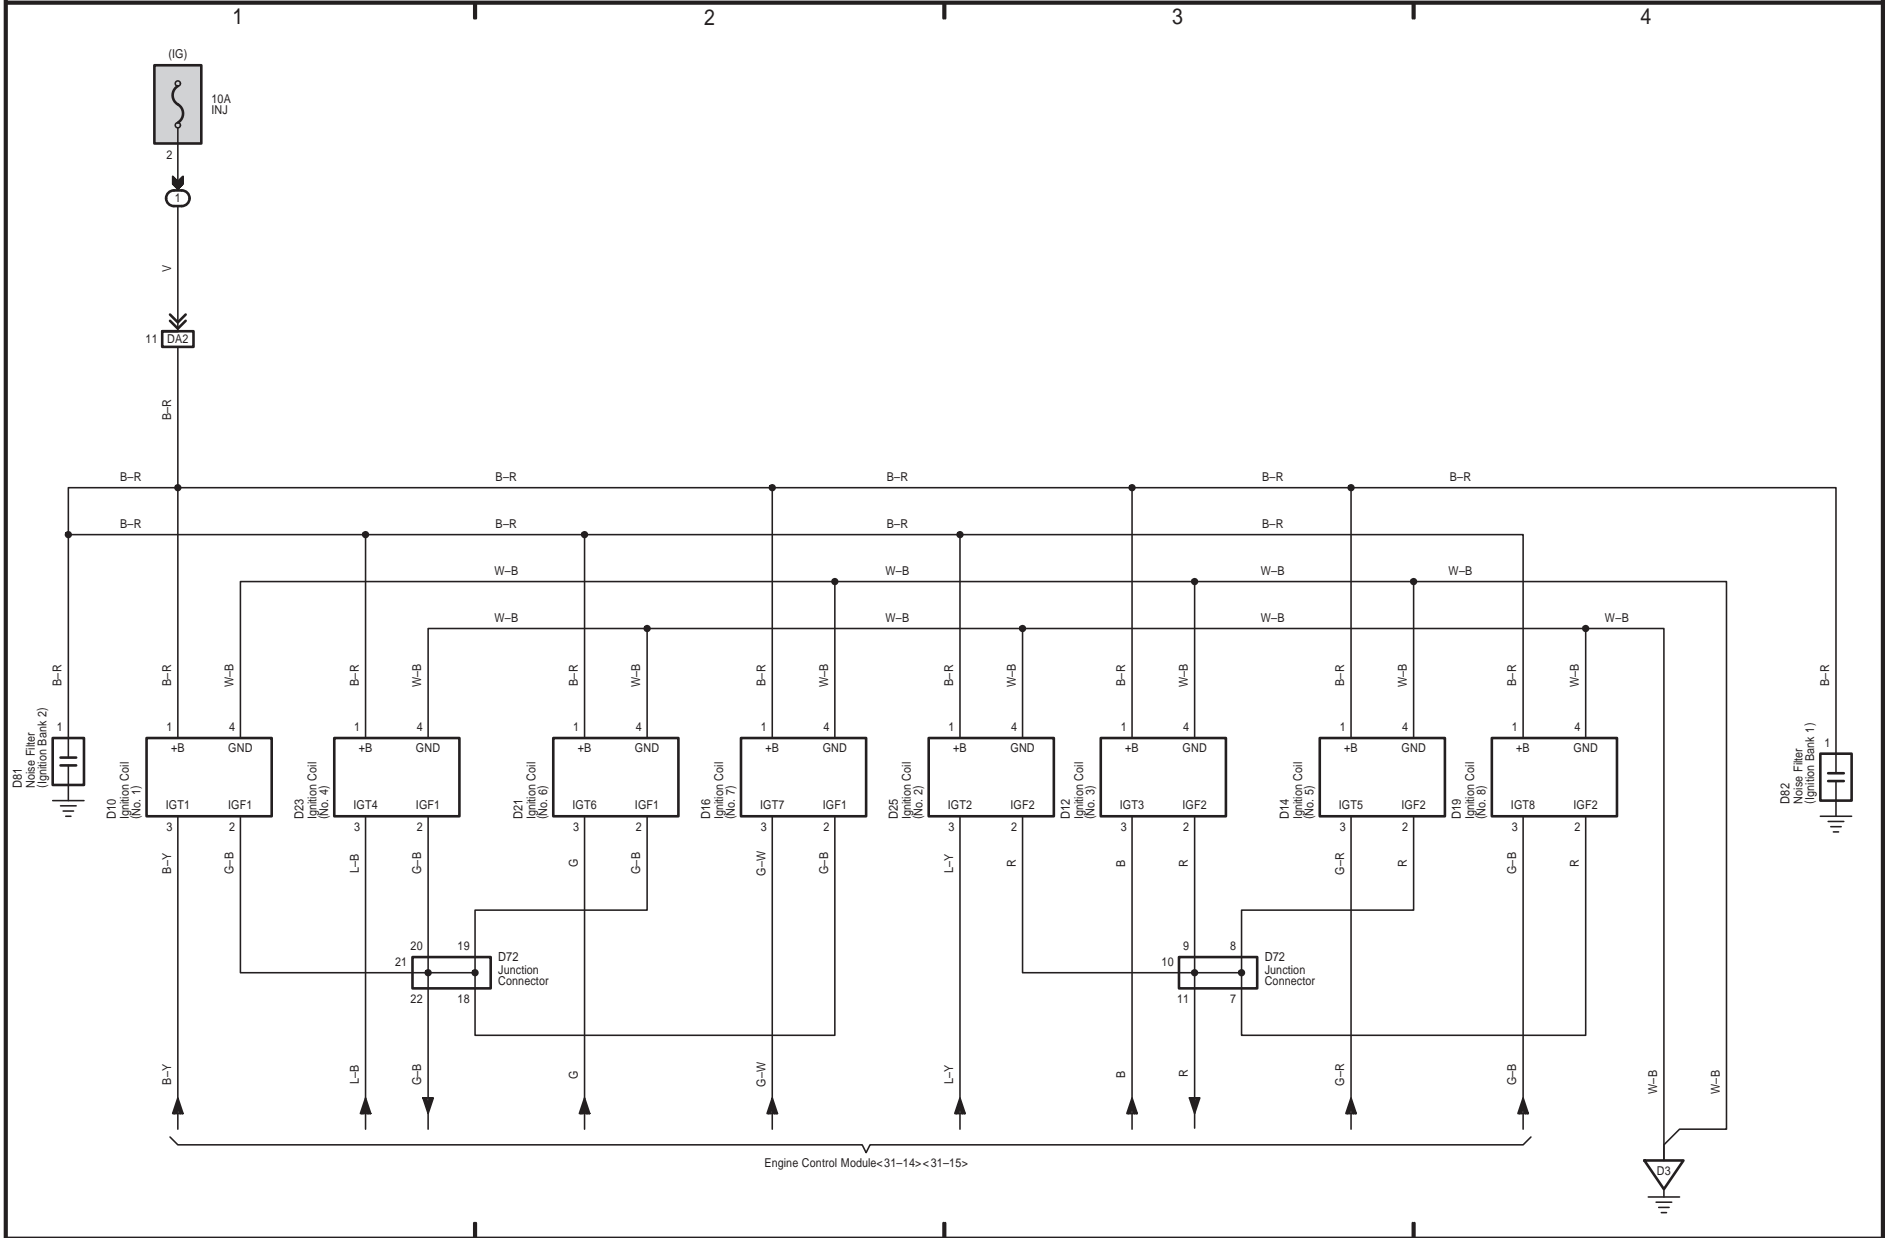 1
2
3
4
(IG)
10A
INJ
2
1
V
11
DA2
B–R
B–R
B–R
B–R
B–R
B–R
B–R
B–R
B–R
B–R
W–B
W–B
W–B
W–B
W–B
W–B
W–B
W–B
B–R
B–R
W–B
B–R
W–B
B–R
W–B
B–R
W–B
B–R
W–B
B–R
W–B
B–R
W–B
B–R
W–B
B–R
1
D81
Noise Filter
(Ignition Bank 2)
1
4
+B
GND
IGT1
IGF1
D10
Ignition Coil
(No. 1)
3
2
1
4
+B
GND
IGT4
IGF1
D23
Ignition Coil
(No. 4)
3
2
1
4
+B
GND
IGT6
IGF1
D21
Ignition Coil
(No. 6)
3
2
1
4
+B
GND
IGT7
IGF1
D16
Ignition Coil
(No. 7)
3
2
1
4
+B
GND
IGT2
IGF2
D25
Ignition Coil
(No. 2)
3
2
1
4
+B
GND
IGT3
IGF2
D12
Ignition Coil
(No. 3)
3
2
1
4
+B
GND
IGT5
IGF2
D14
Ignition Coil
(No. 5)
3
2
1
4
+B
GND
IGT8
IGF2
D19
Ignition Coil
(No. 8)
3
2
1
D82
Noise Filter
(Ignition Bank 1)
B–Y
G–B
L–B
G–B
G
G–B
G–W
G–B
L–Y
R
B
R
G–R
R
G–B
R
20
19
21
22
18
D72
Junction
Connector
9
8
10
11
7
D72
Junction
Connector
B–Y
L–B
G–B
G
G–W
L–Y
B
R
G–R
G–B
W–B
W–B
Engine Control Module<31–14><31–15>
D3